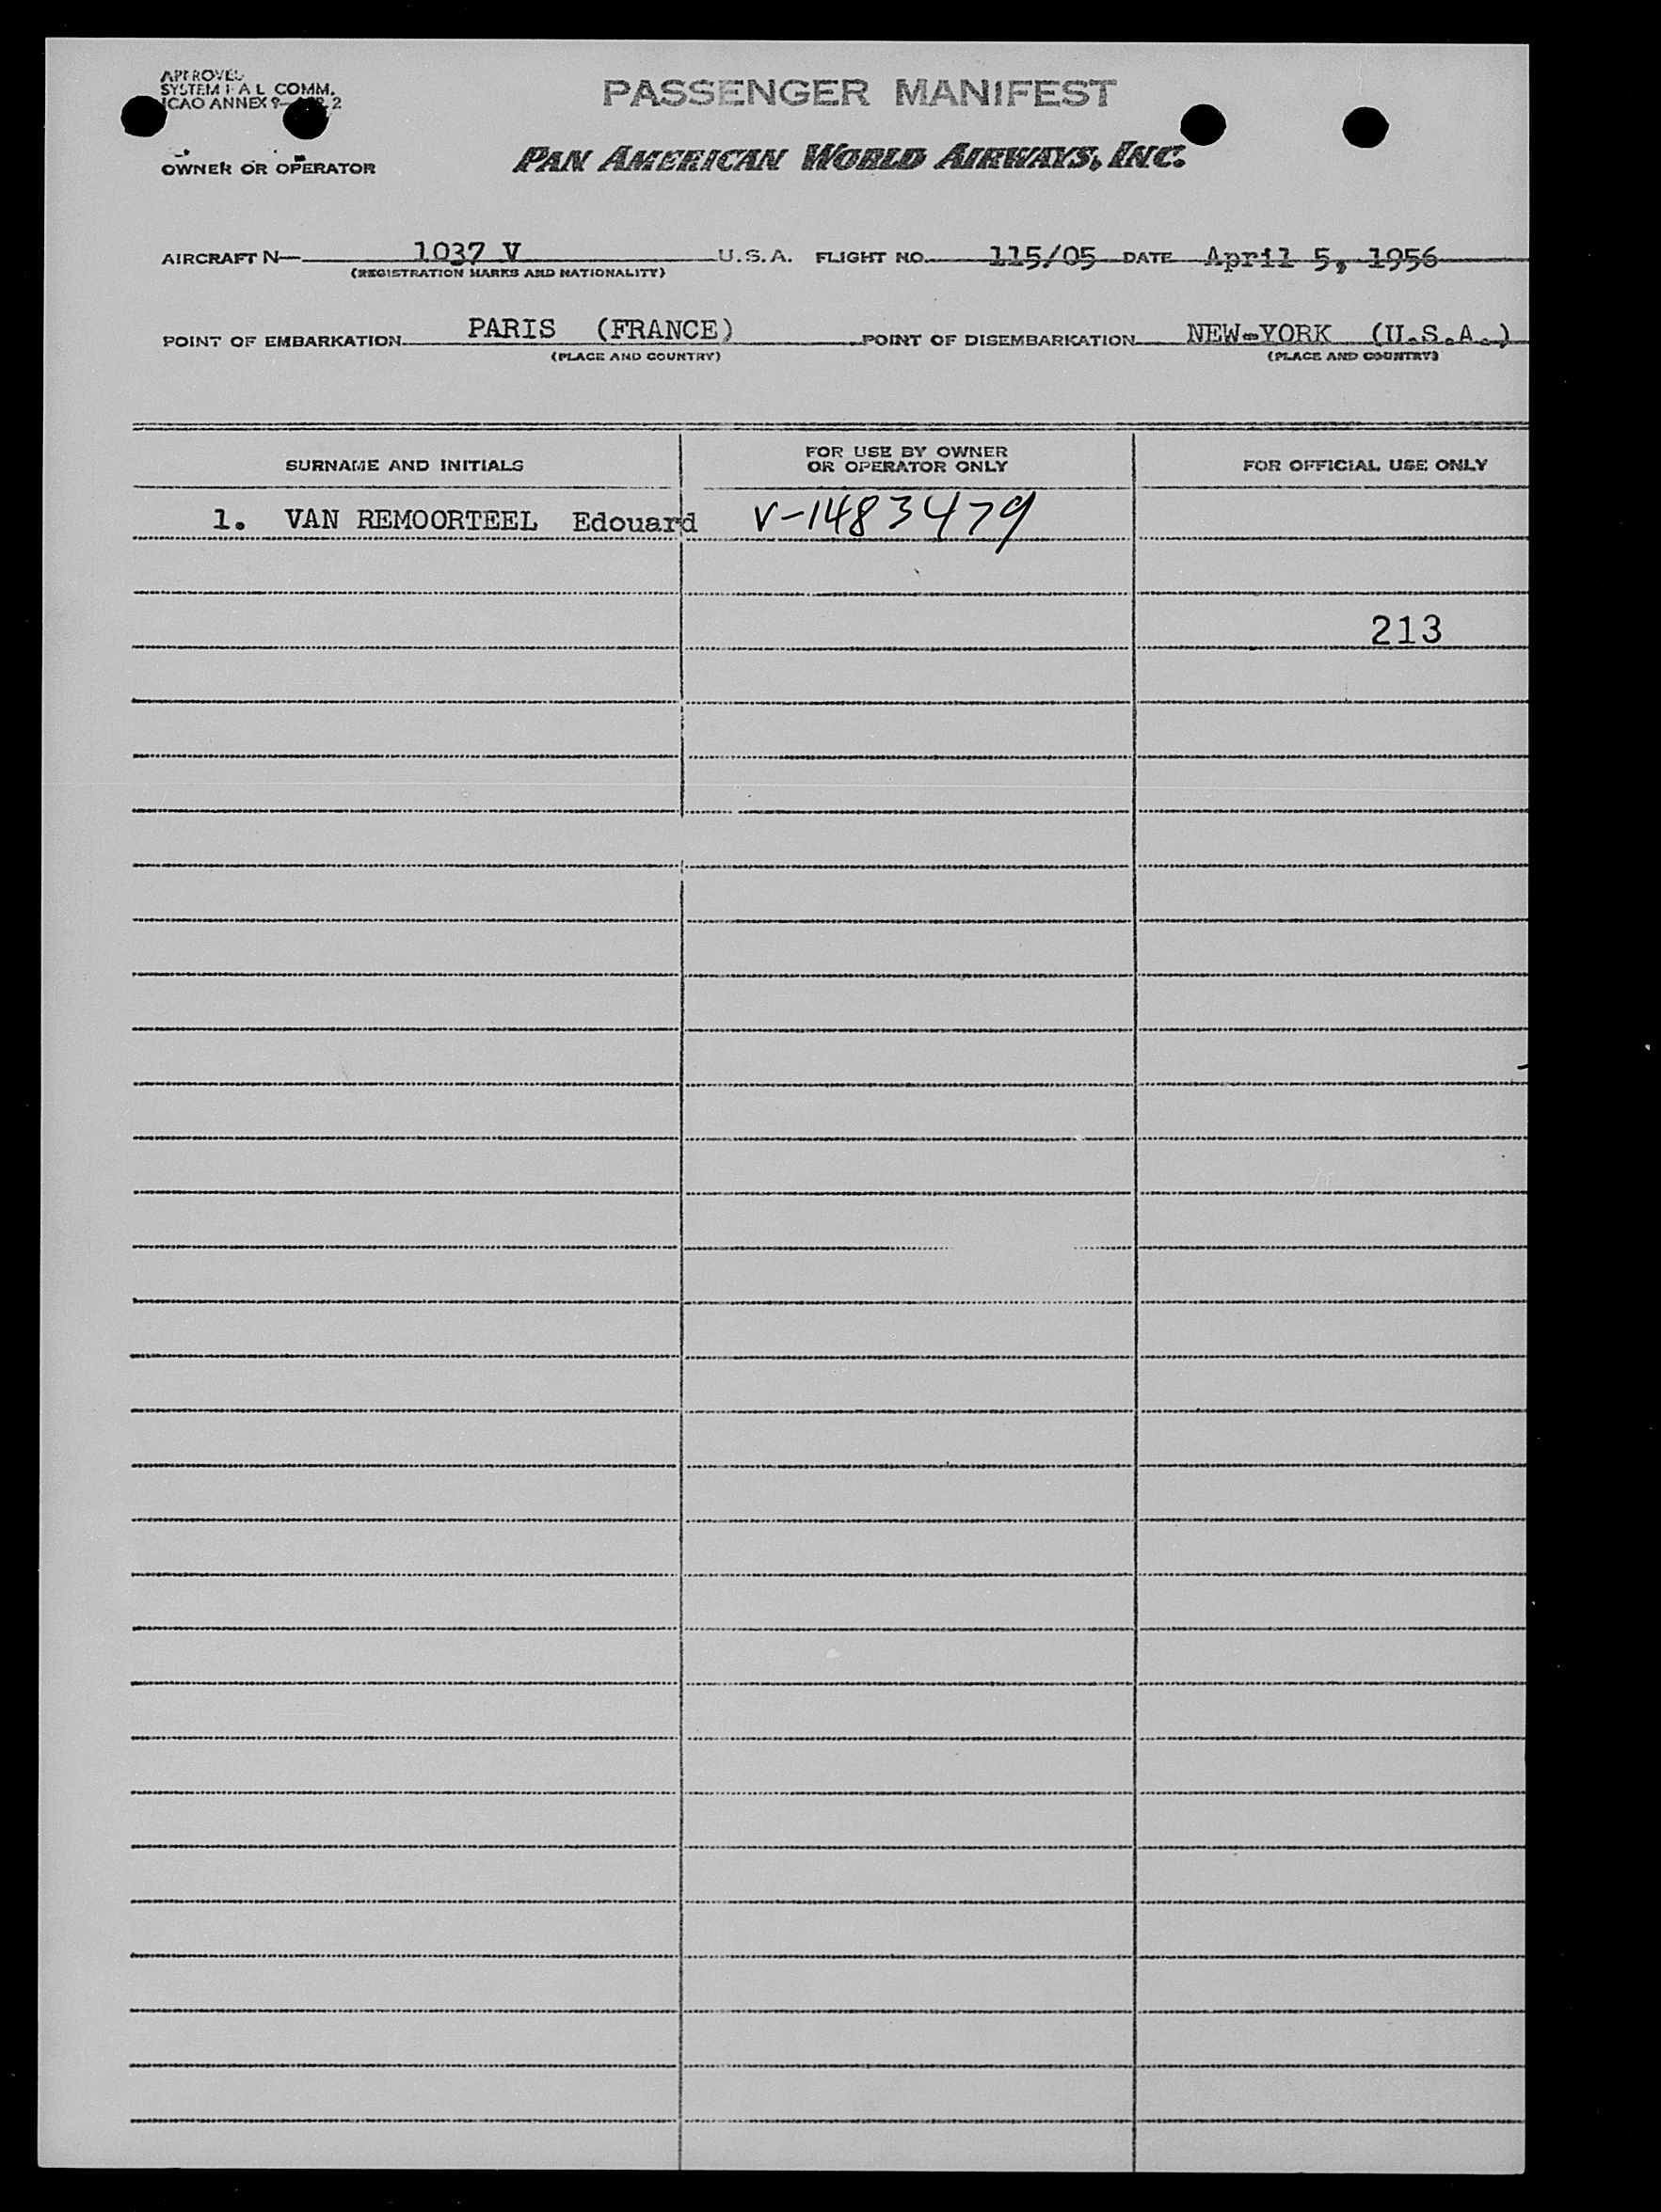 APPROVED
SYSTEM F A L COMM.
ICAO ANNEX 9— 2
PASSENGER MANIFEST
OWNER OR OPERATOR PAN AMERICAN WORLD AIRWAYS, INC.
AIRCRAFT N— 1037 V U.S.A. FLIGHT NO. 115/05 DATE April 5, 1956
(REGISTRATION MARKS AND NATIONALITY)
POINT OF EMBARKATION PARIS (FRANCE) POINT OF DISEMBARKATION NEW-YORK (U.S.A.)
(PLACE AND COUNTRY) (PLACE AND COUNTRY)
SURNAME AND INITIALS FOR USE BY OWNER OR OPERATOR ONLY FOR OFFICIAL USE ONLY
1. VAN REMOORTEEL Edouard V-1483479
213